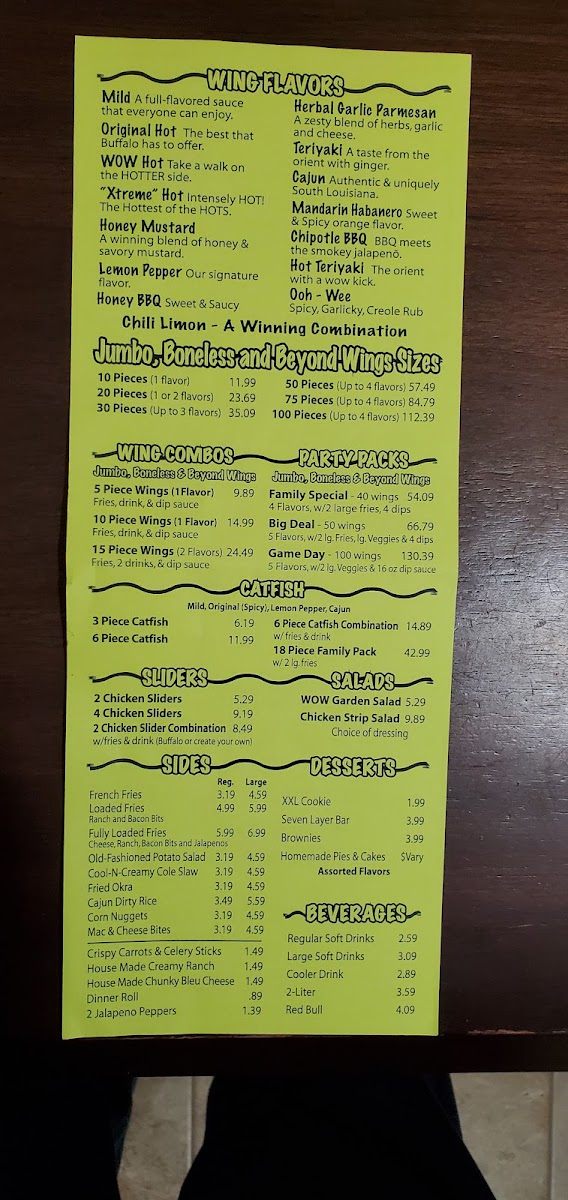 WING FLAVORS
Mild A full-flavored sauce
that everyone can enjoy.
Original Hot The best that
Buffalo has to offer.
WOW Hot Take a walk on
the HOTTER side.
"Xtreme" Hot Intensely HOT!
The Hottest of the HOTS.
Honey Mustard
A winning blend of honey &
savory mustard.
Lemon Pepper Our signature
flavor.
Honey BBQ Sweet & Saucy
Herbal Garlic Parmesan
A zesty blend of herbs, garlic
and cheese.
Teriyaki A taste from the
orient with ginger.
Cajun Authentic & uniquely
South Louisiana.
Mandarin Habanero Sweet
& Spicy orange flavor.
Chipotle BBQ BBQ meets
the smokey jalapenō.
Hot Teriyaki The orient
with a wow kick.
Ooh - Wee
Spicy, Garlicky, Creole Rub
Chili Limon - A Winning Combination
Jumbo, Boneless and Beyond Wings Sizes
10 Pieces (1 flavor) 11.99
20 Pieces (1 or 2 flavors) 23.69
30 Pieces (Up to 3 flavors) 35.09
50 Pieces (Up to 4 flavors) 57.49
75 Pieces (Up to 4 flavors) 84.79
100 Pieces (Up to 4 flavors) 112.39
WING COMBOS
Jumbo, Boneless & Beyond Wings
5 Piece Wings (1 Flavor) 9.89
Fries, drink, & dip sauce
10 Piece Wings (1 Flavor) 14.99
Fries, drink, & dip sauce
15 Piece Wings (2 Flavors) 24.49
Fries, 2 drinks, & dip sauce
PARTY PACKS
Jumbo, Boneless & Beyond Wings
Family Special - 40 wings 54.09
4 Flavors, w/2 large fries, 4 dips
Big Deal - 50 wings 66.79
5 Flavors, w/2 lg. Fries, lg. Veggies & 4 dips
Game Day - 100 wings 130.39
5 Flavors, w/2 lg. Veggies & 16 oz dip sauce
CATFISH
Mild, Original (Spicy), Lemon Pepper, Cajun
3 Piece Catfish 6.19
6 Piece Catfish 11.99
6 Piece Catfish Combination 14.89
w/ fries & drink
18 Piece Family Pack 42.99
w/ 2 lg. fries
SLIDERS
2 Chicken Sliders 5.29
4 Chicken Sliders 9.19
2 Chicken Slider Combination 8.49
w/fries & drink (Buffalo or create your own)
SALADS
WOW Garden Salad 5.29
Chicken Strip Salad 9.89
Choice of dressing
SIDES
Reg. Large
French Fries 3.19 4.59
Loaded Fries 4.99 5.99
Ranch and Bacon Bits
Fully Loaded Fries 5.99 6.99
Cheese, Ranch, Bacon Bits and Jalapenos
Old-Fashioned Potato Salad 3.19 4.59
Cool-N-Creamy Cole Slaw 3.19 4.59
Fried Okra 3.19 4.59
Cajun Dirty Rice 3.49 5.59
Corn Nuggets 3.19 4.59
Mac & Cheese Bites 3.19 4.59
Crispy Carrots & Celery Sticks 1.49
House Made Creamy Ranch 1.49
House Made Chunky Bleu Cheese 1.49
Dinner Roll .89
2 Jalapeno Peppers 1.39
DESSERTS
XXL Cookie 1.99
Seven Layer Bar 3.99
Brownies 3.99
Homemade Pies & Cakes $Vary
Assorted Flavors
BEVERAGES
Regular Soft Drinks 2.59
Large Soft Drinks 3.09
Cooler Drink 2.89
2-Liter 3.59
Red Bull 4.09